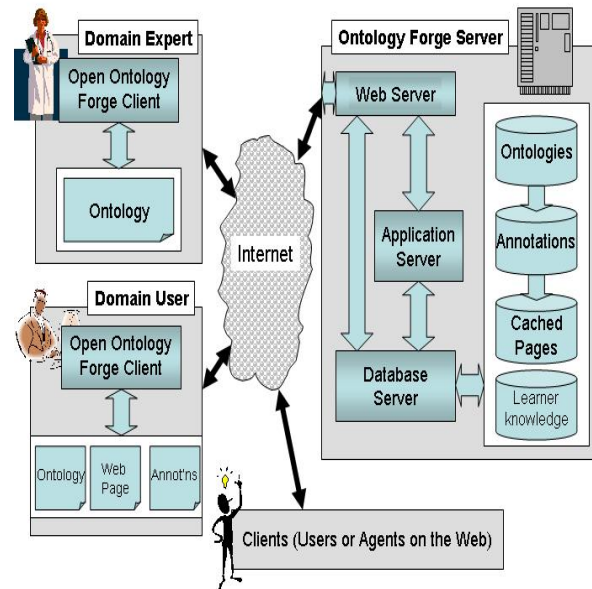 Domain Expert
Open Ontology
Forge Client
Ontology
Domain User
Open Ontology
Forge Client
Ontology
Web
Page
Annot'ns
Internet
Ontology Forge Server
Web Server
Application
Server
Database
Server
Ontologies
Annotations
Cached
Pages
Learner
knowledge
Clients (Users or Agents on the Web)